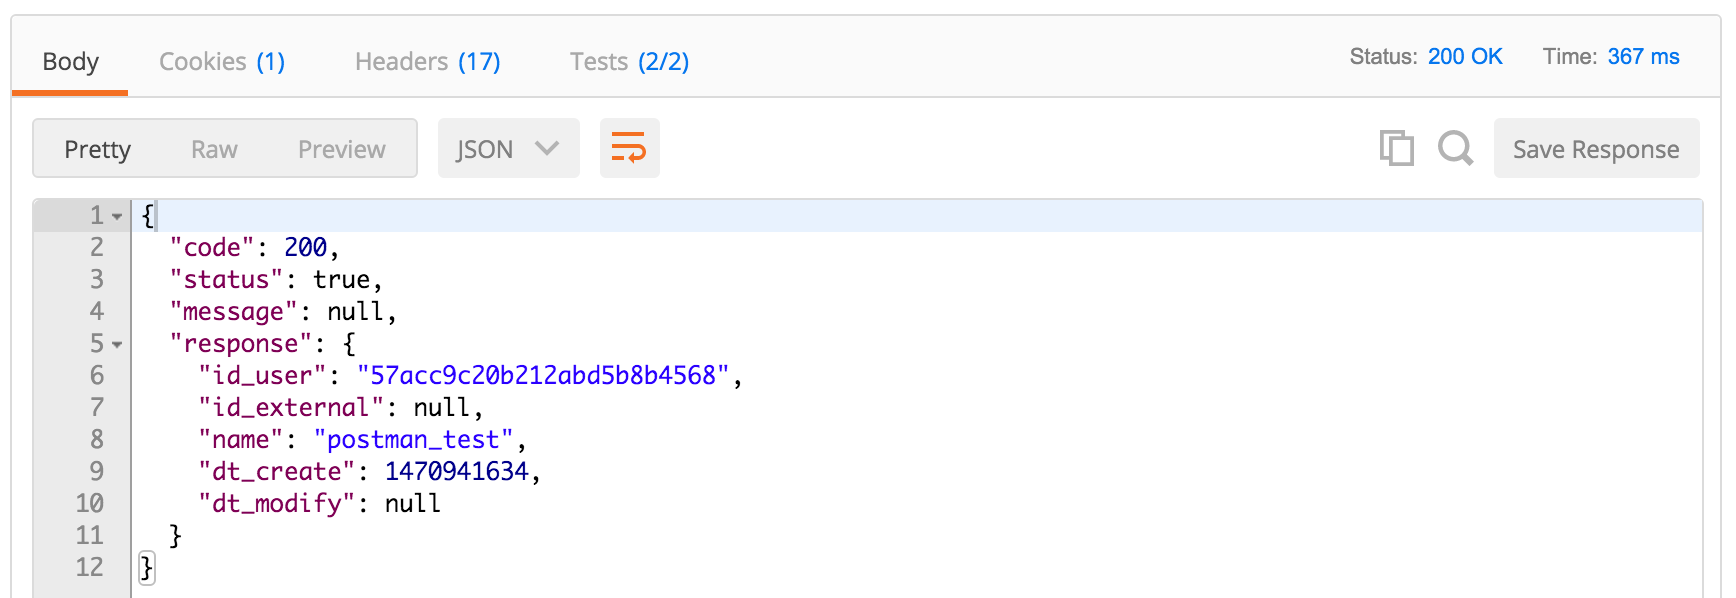 Body Cookies (1) Headers (17) Tests (2/2) Status: 200 OK Time: 367 ms
Pretty Raw Preview JSON Save Response
1 {
2 "code": 200,
3 "status": true,
4 "message": null,
5 "response": {
6 "id_user": "57acc9c20b212abd5b8b4568",
7 "id_external": null,
8 "name": "postman_test",
9 "dt_create": 1470941634,
10 "dt_modify": null
11 }
12 }